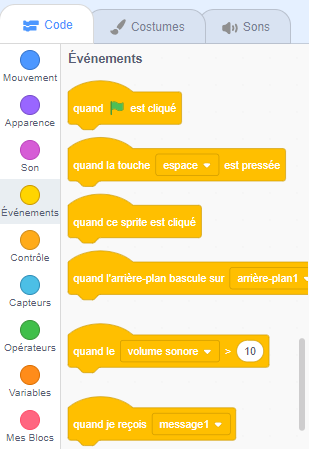 Code Costumes Sons
Événements
Mouvement
Apparence
Son
Événements
Contrôle
Capteurs
Opérateurs
Variables
Mes Blocs
quand est cliqué
quand la touche espace est pressée
quand ce sprite est cliqué
quand l'arrière-plan bascule sur arrière-plan1
quand le volume sonore > 10
quand je reçois message1